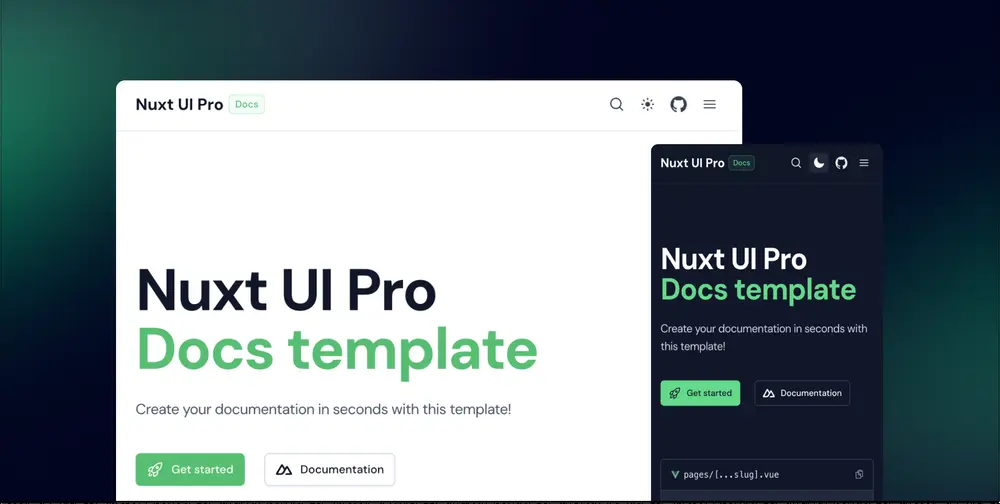 Nuxt UI Pro Docs
Nuxt UI Pro
Docs template
Create your documentation in seconds with this template!
Get started Documentation
Nuxt UI Pro Docs
Nuxt UI Pro
Docs template
Create your documentation in seconds with
this template!
Get started Documentation
pages/[...slug].vue